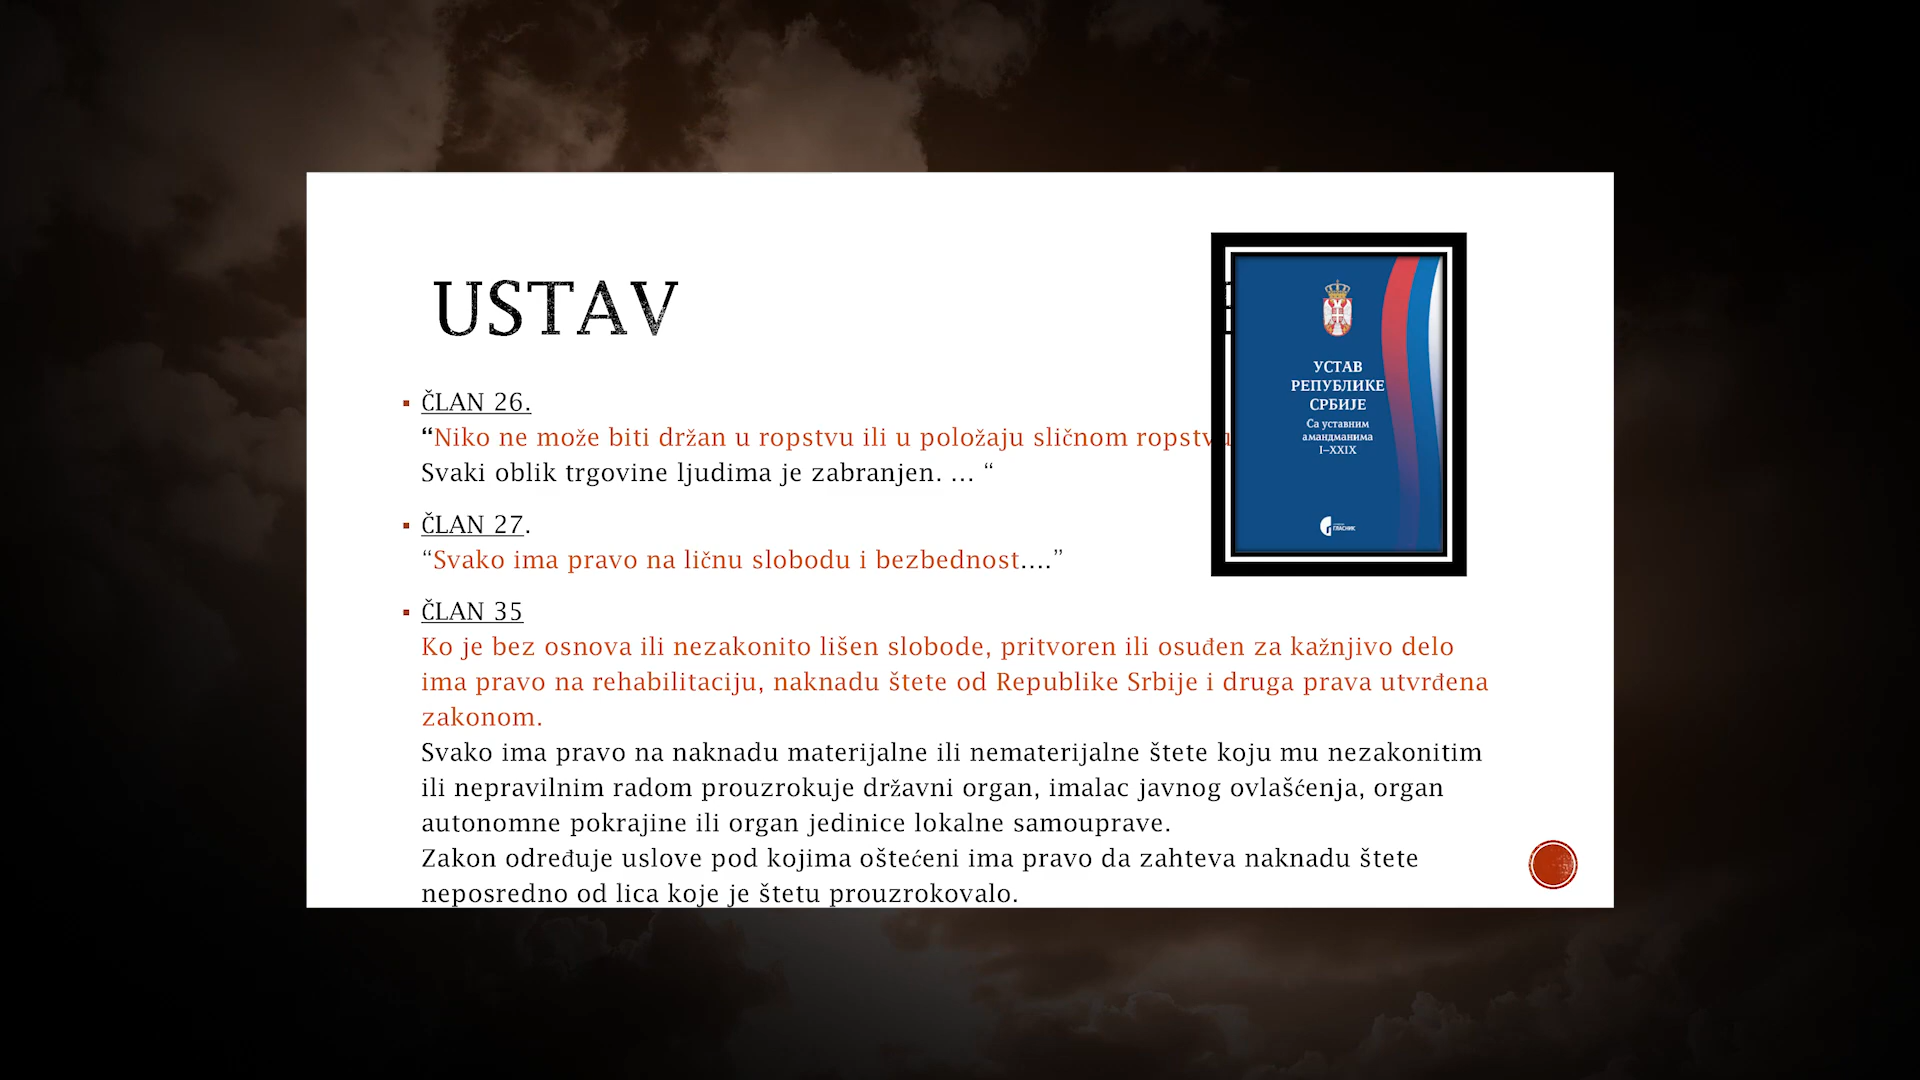 USTAV
ČLAN 26.
“Niko ne može biti držan u ropstvu ili u položaju sličnom ropstvu
Svaki oblik trgovine ljudima je zabranjen. … “
ČLAN 27.
“Svako ima pravo na ličnu slobodu i bezbednost….”
ČLAN 35
Ko je bez osnova ili nezakonito lišen slobode, pritvoren ili osuđen za kažnjivo delo
ima pravo na rehabilitaciju, naknadu štete od Republike Srbije i druga prava utvrđena
zakonom.
Svako ima pravo na naknadu materijalne ili nematerijalne štete koju mu nezakonitim
ili nepravilnim radom prouzrokuje državni organ, imalac javnog ovlašćenja, organ
autonomne pokrajine ili organ jedinice lokalne samouprave.
Zakon određuje uslove pod kojima oštećeni ima pravo da zahteva naknadu štete
neposredno od lica koje je štetu prouzrokovalo.
УСТАВ
РЕПУБЛИКЕ
СРБИЈЕ
Са уставним
амандманима
I–XXIX
ГЛАСНИК